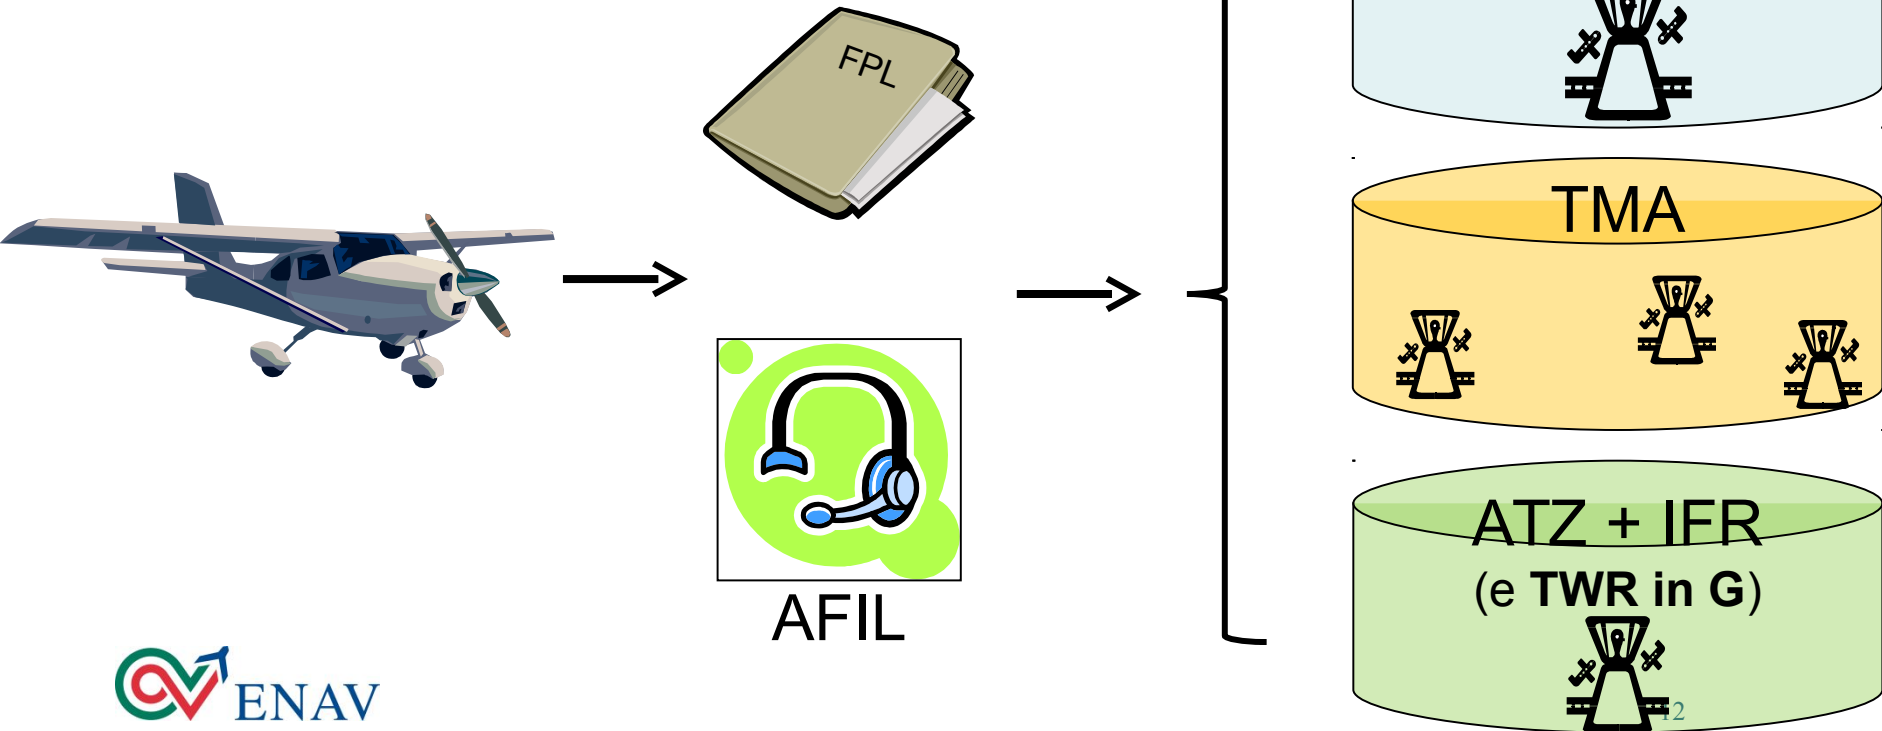 FPL
TMA
ATZ + IFR
(e TWR in G)
AFIL
ENAV
12